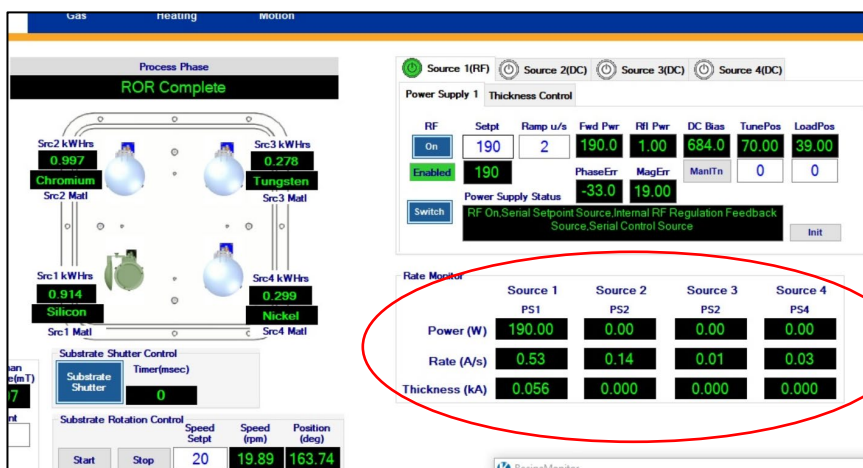 Gas Heating Motion
Process Phase
ROR Complete
Src2 kWHrs
0.997
Chromium
Src2 Matl
Src3 kWHrs
0.278
Tungsten
Src3 Matl
Src1 kWHrs
0.914
Silicon
Src1 Matl
Src4 kWHrs
0.299
Nickel
Src4 Matl
Substrate Shutter Control
Substrate
Shutter
Timer(msec)
0
Substrate Rotation Control
Speed
Setpt
Speed
(rpm)
Position
(deg)
Start Stop 20 19.89 163.74
Source 1(RF) Source 2(DC) Source 3(DC) Source 4(DC)
Power Supply 1 Thickness Control
RF Setpt Ramp u/s Fwd Pwr Rfl Pwr DC Bias TunePos LoadPos
On 190 2 190.0 1.00 684.0 70.00 39.00
Enabled 190 PhaseErr MagErr ManlTn 0 0
-33.0 19.00
Power Supply Status
Switch
RF On,Serial Setpoint Source,Internal RF Regulation Feedback
Source,Serial Control Source
Init
Rate Monitor
Source 1 Source 2 Source 3 Source 4
PS1 PS2 PS2 PS4
Power (W) 190.00 0.00 0.00 0.00
Rate (A/s) 0.53 0.14 0.01 0.03
Thickness (kA) 0.056 0.000 0.000 0.000